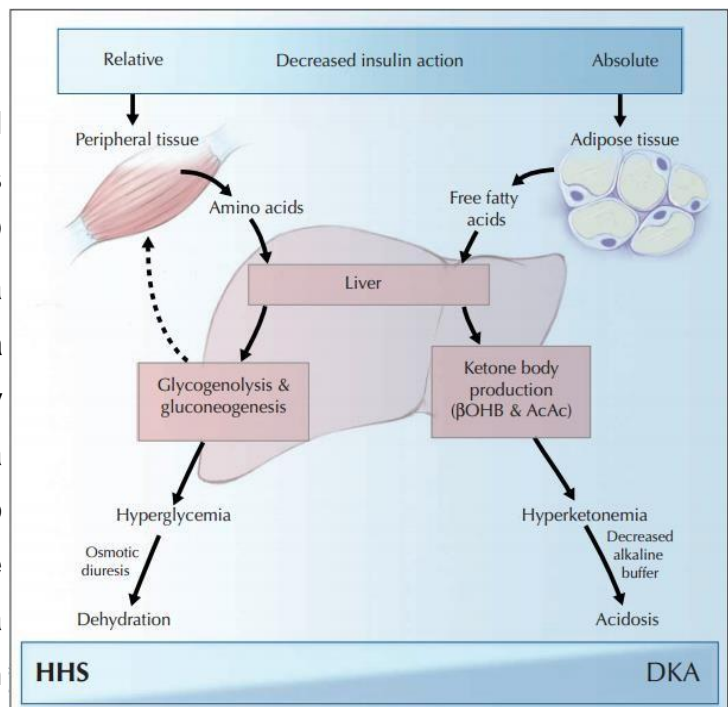 Relative Decreased insulin action Absolute
Peripheral tissue
Adipose tissue
Amino acids
Free fatty
acids
Liver
Glycogenolysis &
gluconeogenesis
Ketone body
production
(βOHB & AcAc)
Hyperglycemia
Hyperketonemia
Osmotic
diuresis
Decreased
alkaline
buffer
Dehydration
Acidosis
HHS DKA